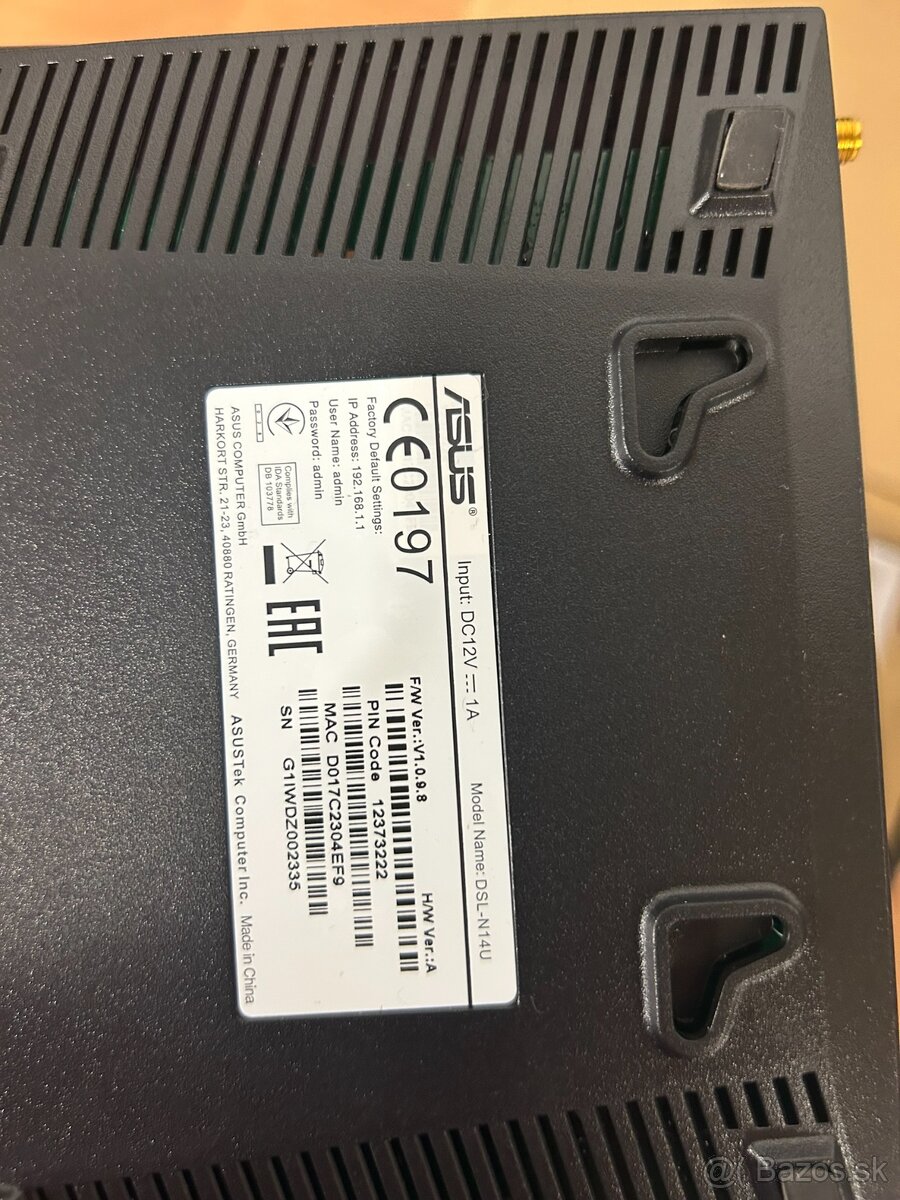 ASUS® Input: DC12V ⎓ 1A Model Name: DSL-N14U
CE0197
Factory Default Settings:
IP Address: 192.168.1.1
User Name: admin
Password: admin
F/W Ver.:V1.0.9.8 H/W Ver.:A
PIN Code 12373222
MAC D017C2304EF9
SN G1IWDZ002335
Complies with
IDA Standards
DB 103778
EAC
ASUS COMPUTER GmbH
HARKORT STR. 21-23, 40880 RATINGEN, GERMANY ASUSTek Computer Inc. Made in China
@ Bazos.sk